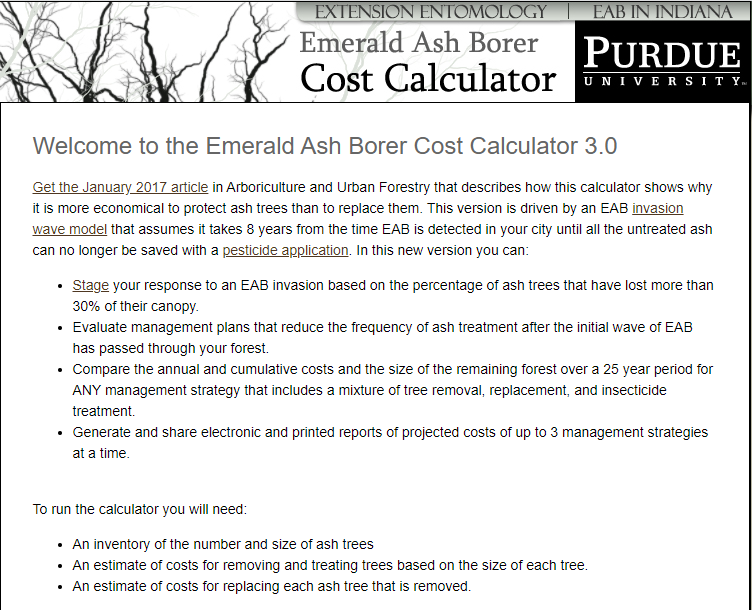 EXTENSION ENTOMOLOGY | EAB IN INDIANA
Emerald Ash Borer
Cost Calculator
PURDUE
UNIVERSITY
Welcome to the Emerald Ash Borer Cost Calculator 3.0
Get the January 2017 article in Arboriculture and Urban Forestry that describes how this calculator shows why
it is more economical to protect ash trees than to replace them. This version is driven by an EAB invasion
wave model that assumes it takes 8 years from the time EAB is detected in your city until all the untreated ash
can no longer be saved with a pesticide application. In this new version you can:
• Stage your response to an EAB invasion based on the percentage of ash trees that have lost more than
30% of their canopy.
• Evaluate management plans that reduce the frequency of ash treatment after the initial wave of EAB
has passed through your forest.
• Compare the annual and cumulative costs and the size of the remaining forest over a 25 year period for
ANY management strategy that includes a mixture of tree removal, replacement, and insecticide
treatment.
• Generate and share electronic and printed reports of projected costs of up to 3 management strategies
at a time.
To run the calculator you will need:
• An inventory of the number and size of ash trees
• An estimate of costs for removing and treating trees based on the size of each tree.
• An estimate of costs for replacing each ash tree that is removed.